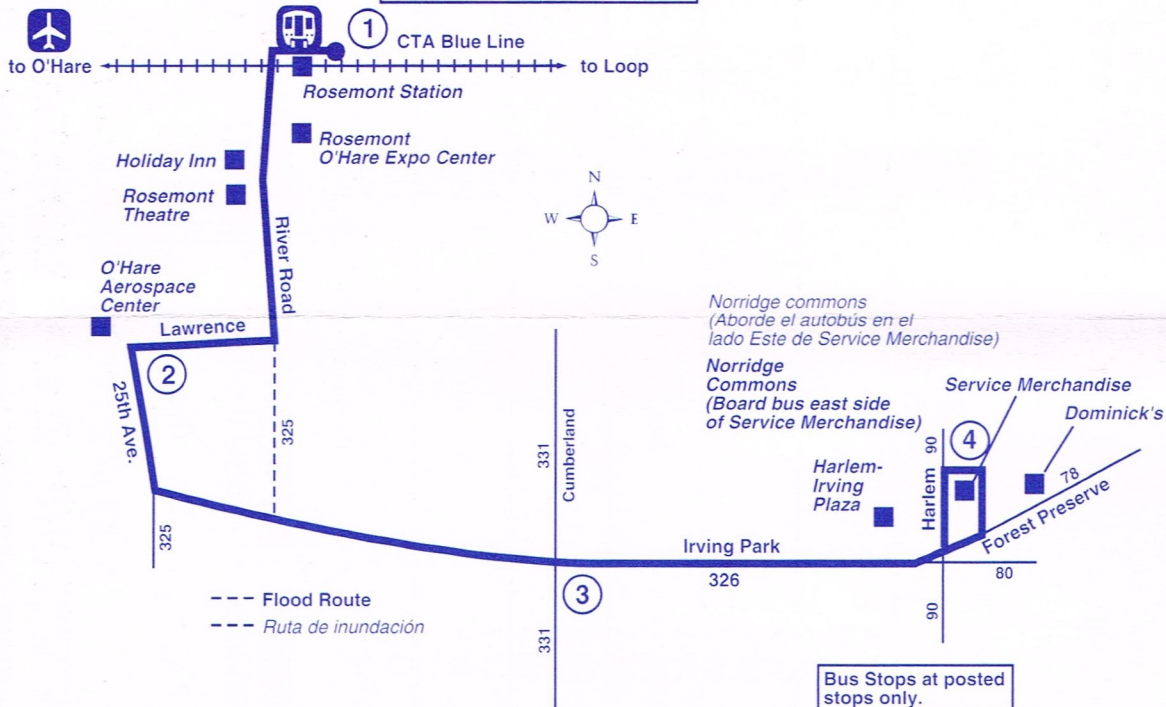 1
CTA Blue Line
to O'Hare
to Loop
Rosemont Station
Rosemont
O'Hare Expo Center
Holiday Inn
Rosemont
Theatre
N
W
E
S
River Road
O'Hare
Aerospace
Center
Lawrence
2
25th Ave.
325
325
331
Cumberland
331
3
Norridge commons
(Aborde el autobús en el
lado Este de Service Merchandise)
Norridge
Commons
(Board bus east side
of Service Merchandise)
Service Merchandise
Dominick's
4
90
Harlem
Harlem-
Irving
Plaza
78
Forest Preserve
Irving Park
326
80
90
--- Flood Route
--- Ruta de inundación
Bus Stops at posted
stops only.